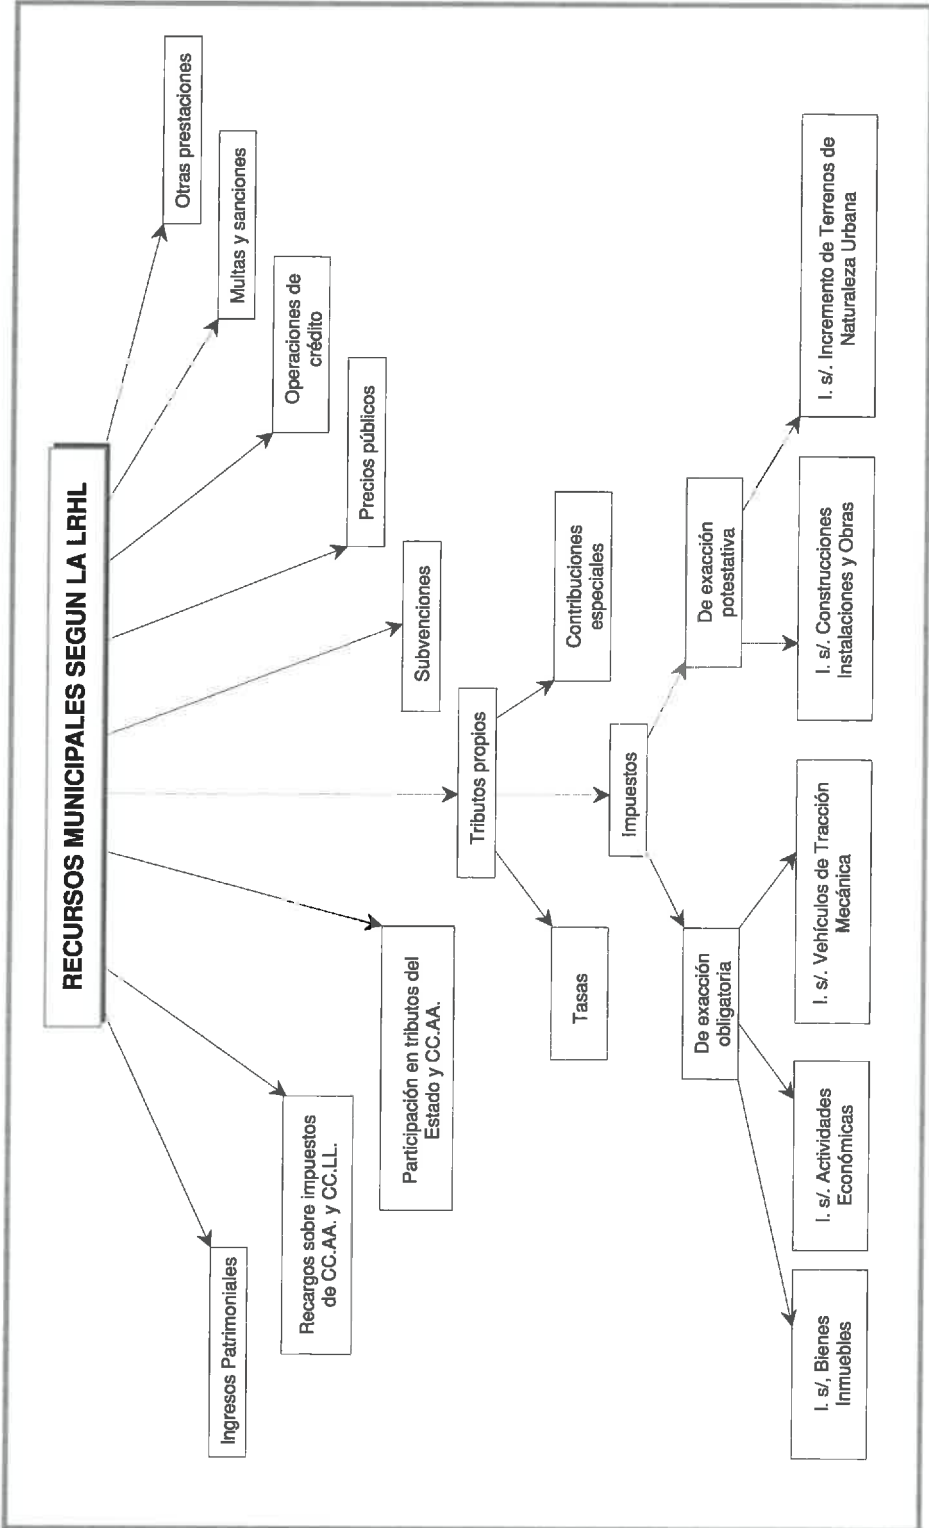 RECURSOS MUNICIPALES SEGUN LA LRHL
Ingresos Patrimoniales
Recargos sobre impuestos
de CC.AA. y CC.LL.
Participación en tributos del
Estado y CC.AA.
Tributos propios
Subvenciones
Precios públicos
Operaciones de
crédito
Multas y sanciones
Otras prestaciones
Tasas
Impuestos
Contribuciones
especiales
De exacción
obligatoria
De exacción
potestativa
I. s/, Bienes
Inmuebles
I. s/. Actividades
Económicas
I. s/. Vehículos de Tracción
Mecánica
I. s/. Construcciones
Instalaciones y Obras
I. s/. Incremento de Terrenos de
Naturaleza Urbana